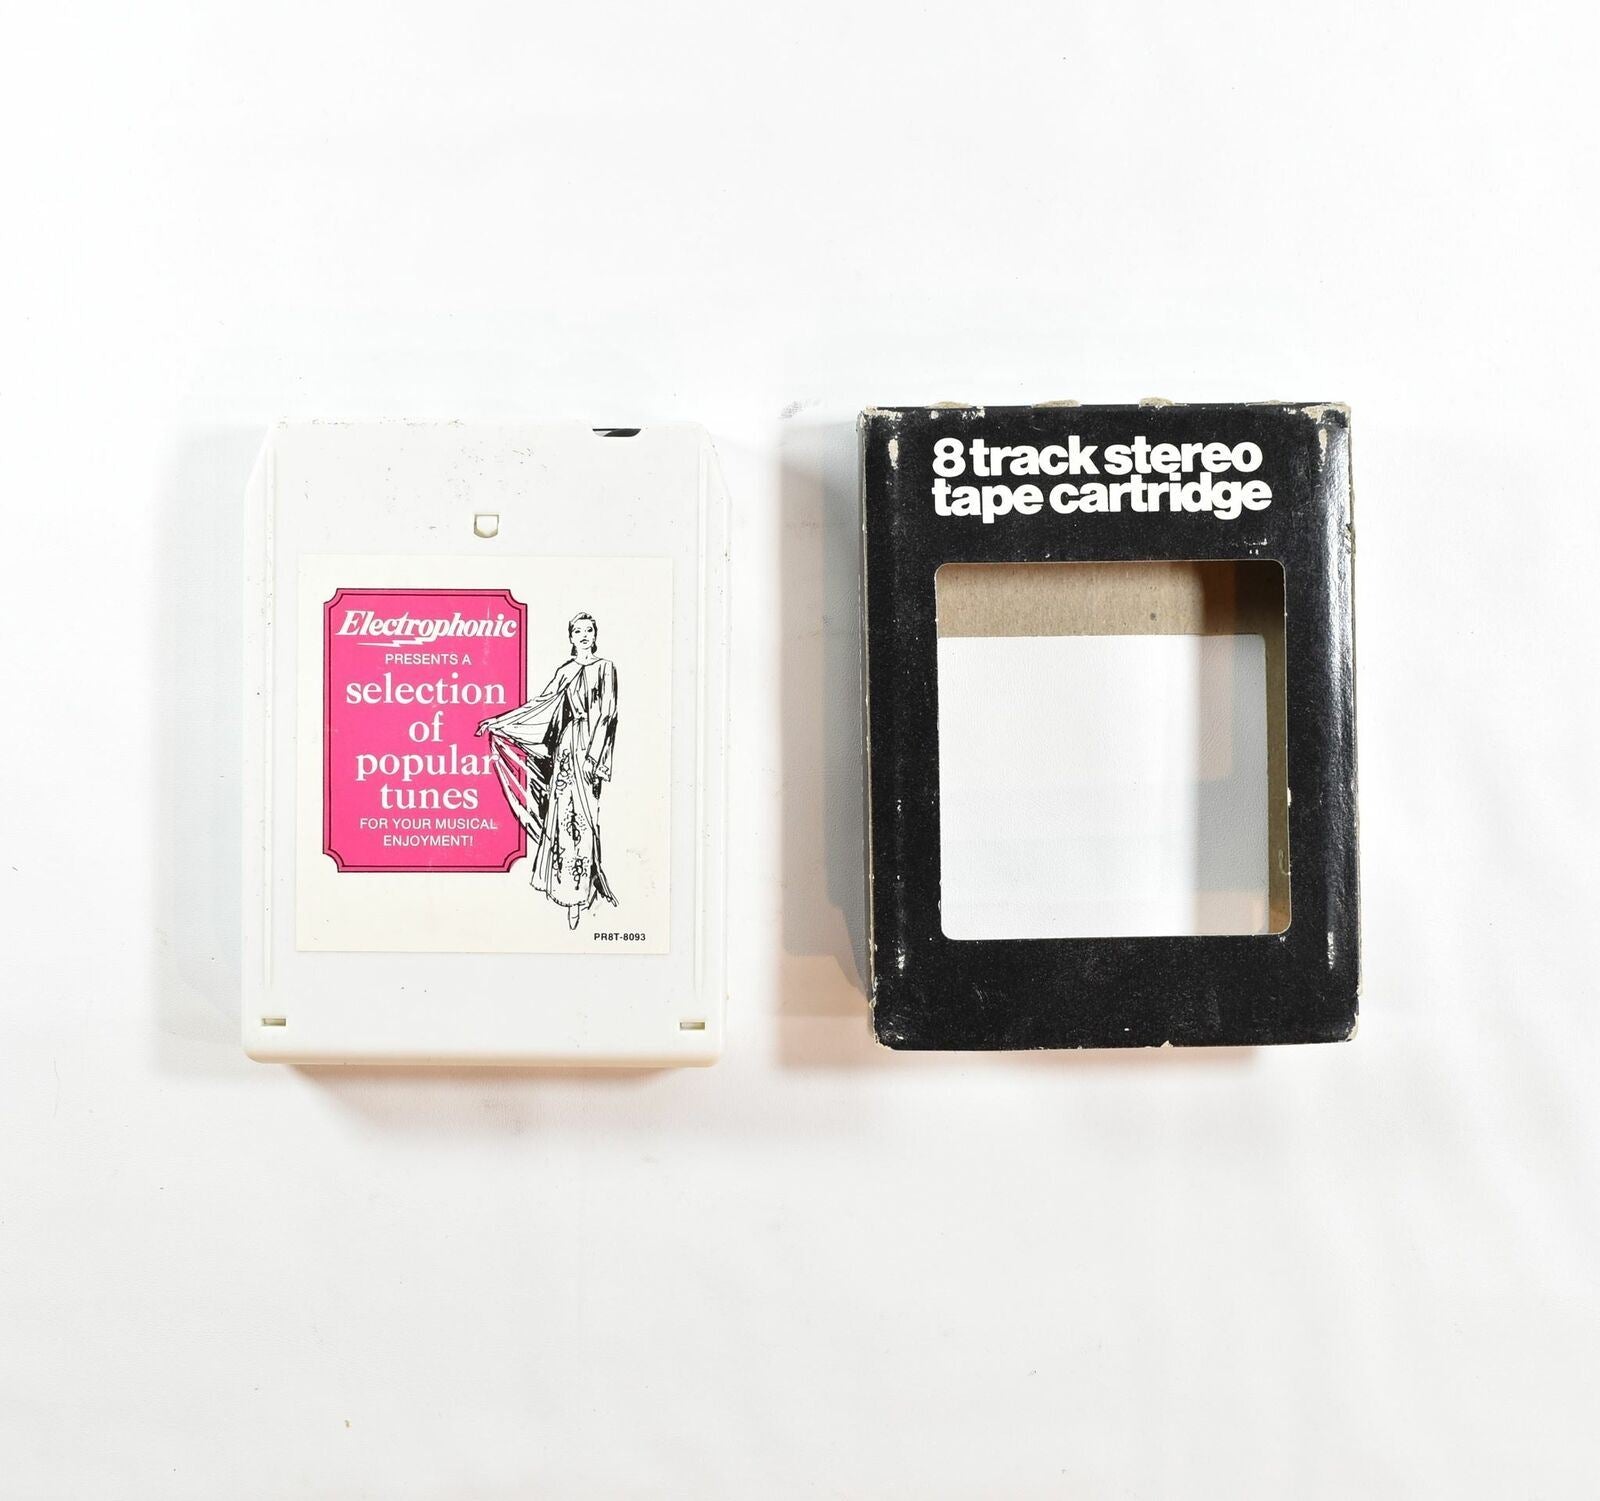 Electrophonic
PRESENTS A
selection
of
popular
tunes
FOR YOUR MUSICAL
ENJOYMENT!
PR8T-8093
8 track stereo
tape cartridge